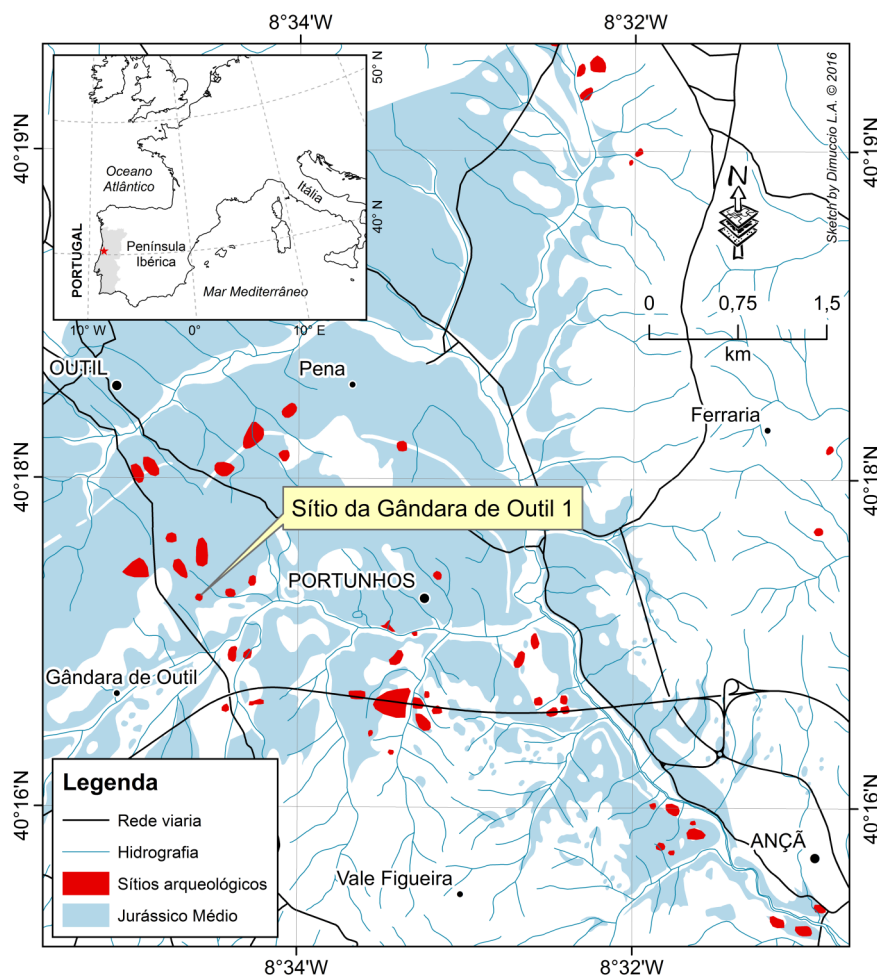 8°34'W
8°32'W
50° N
Oceano
Atlântico
Itália
40° N
PORTUGAL
Península
Ibérica
Mar Mediterrâneo
10° W
0°
10° E
Sketch by Dimuccio L.A. © 2016
N
0
0,75
1,5
km
40°19'N
40°19'N
OUTIL
Pena
Ferraria
40°18'N
40°18'N
Sítio da Gândara de Outil 1
PORTUNHOS
Gândara de Outil
40°16'N
40°16'N
ANÇÃ
Vale Figueira
Legenda
Rede viaria
Hidrografia
Sítios arqueológicos
Jurássico Médio
8°34'W
8°32'W